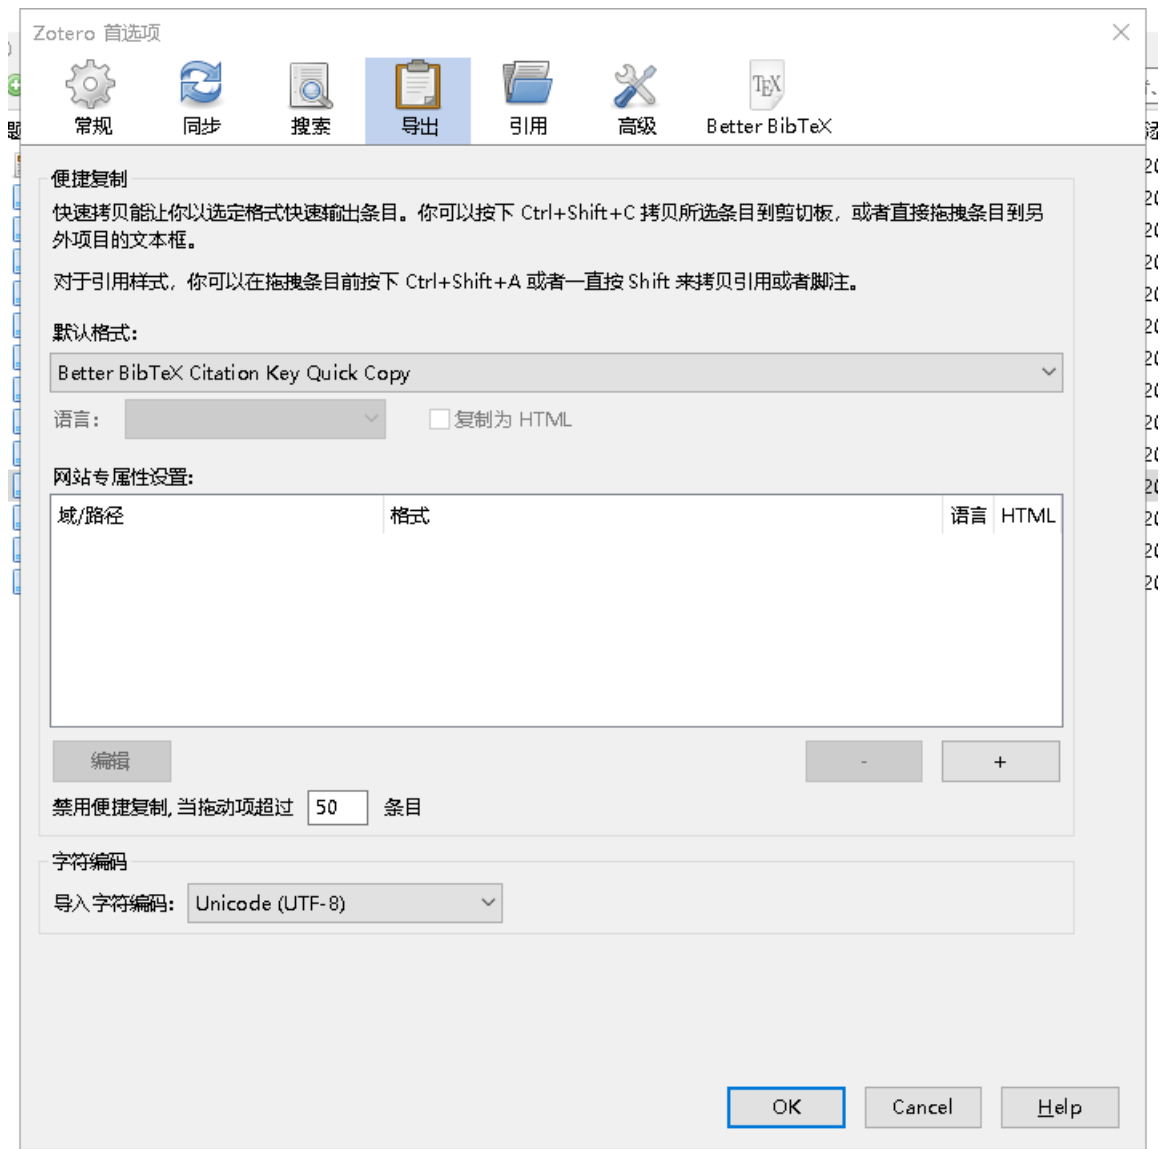 Zotero 首选项
常规
同步
搜索
导出
引用
高级
TEX
Better BibTeX
便捷复制
快速拷贝能让你以选定格式快速输出条目。你可以按下 Ctrl+Shift+C 拷贝所选条目到剪切板，或者直接拖拽条目到另
外项目的文本框。
对于引用样式，你可以在拖拽条目前按下 Ctrl+Shift+A 或者一直按 Shift 来拷贝引用或者脚注。
默认格式:
Better BibTeX Citation Key Quick Copy
语言:
复制为 HTML
网站专属性设置:
域/路径 格式 语言 HTML
编辑
-
+
禁用便捷复制, 当拖动项超过 50 条目
字符编码
导入字符编码: Unicode (UTF-8)
OK
Cancel
Help